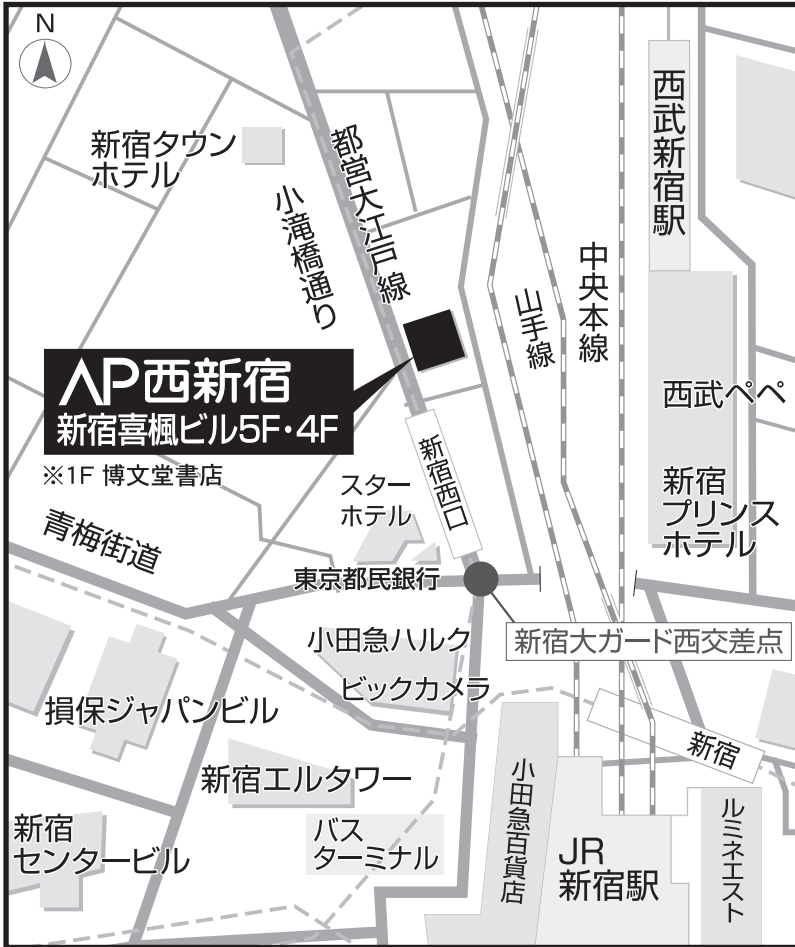 N
新宿タウン
ホテル
都営大江戸線
小滝橋通り
西武新宿駅
中央本線
山手線
AP西新宿
新宿喜楓ビル5F・4F
※1F 博文堂書店
西武ペペ
新宿
プリンス
ホテル
新宿西口
スター
ホテル
青梅街道
東京都民銀行
新宿大ガード西交差点
小田急ハルク
ビックカメラ
損保ジャパンビル
新宿エルタワー
新宿
新宿
センタービル
バス
ターミナル
小田急百貨店
JR
新宿駅
ルミネエスト